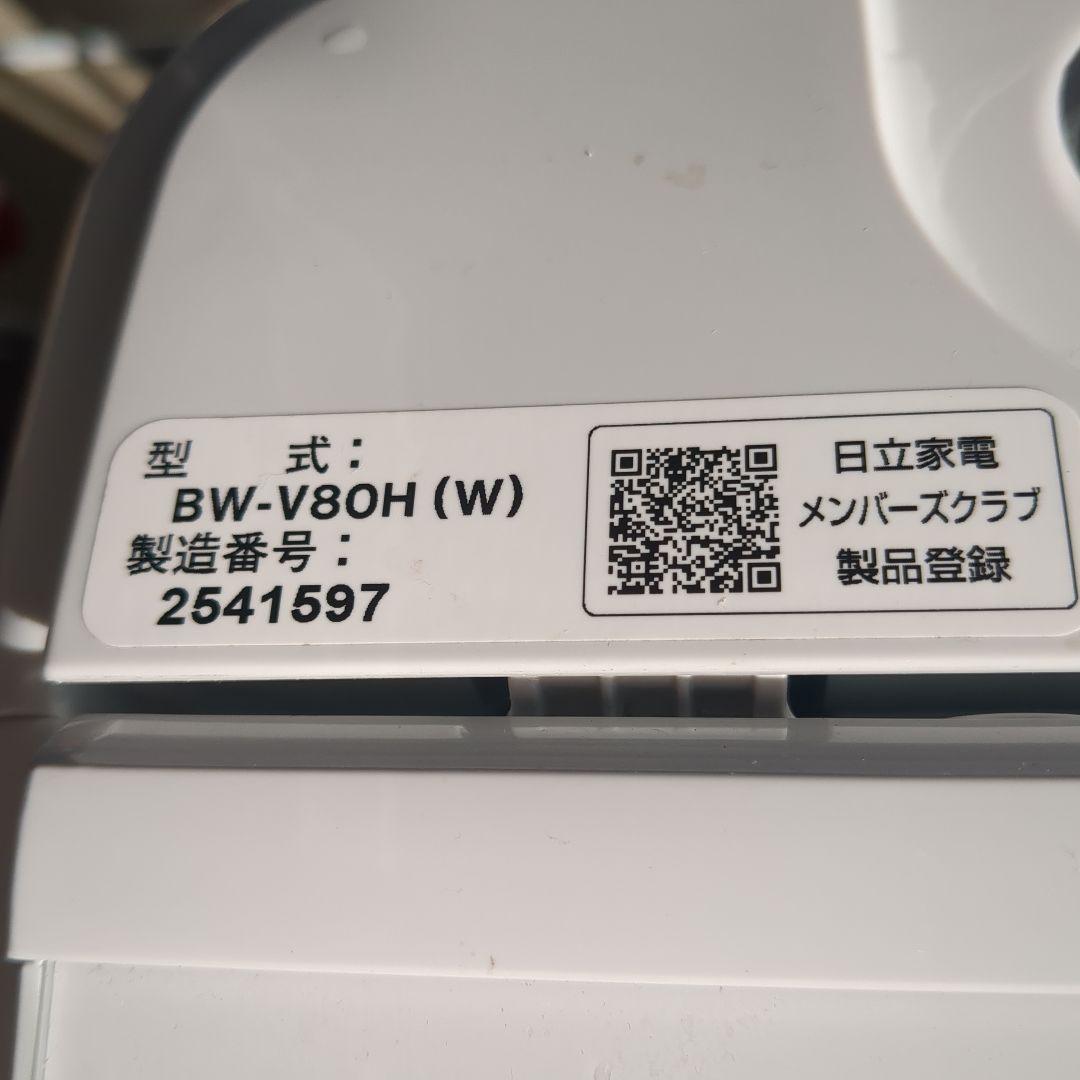 型 式：
BW-V80H (W)
製造番号：
2541597
日立家電
メンバーズクラブ
製品登録